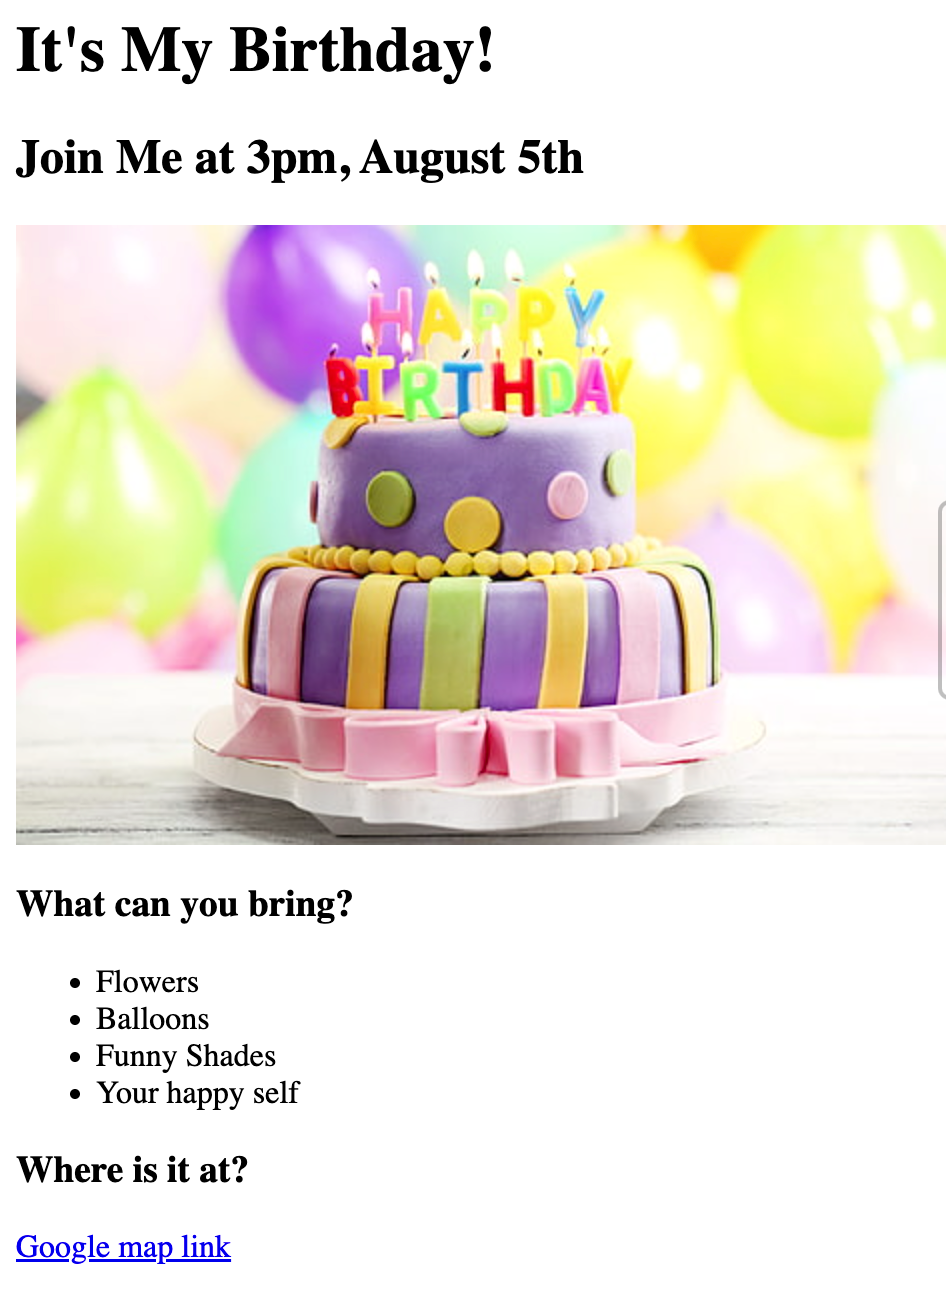 It's My Birthday!
Join Me at 3pm, August 5th
HAPPY
BIRTHDAY
What can you bring?
Flowers
Balloons
Funny Shades
Your happy self
Where is it at?
Google map link